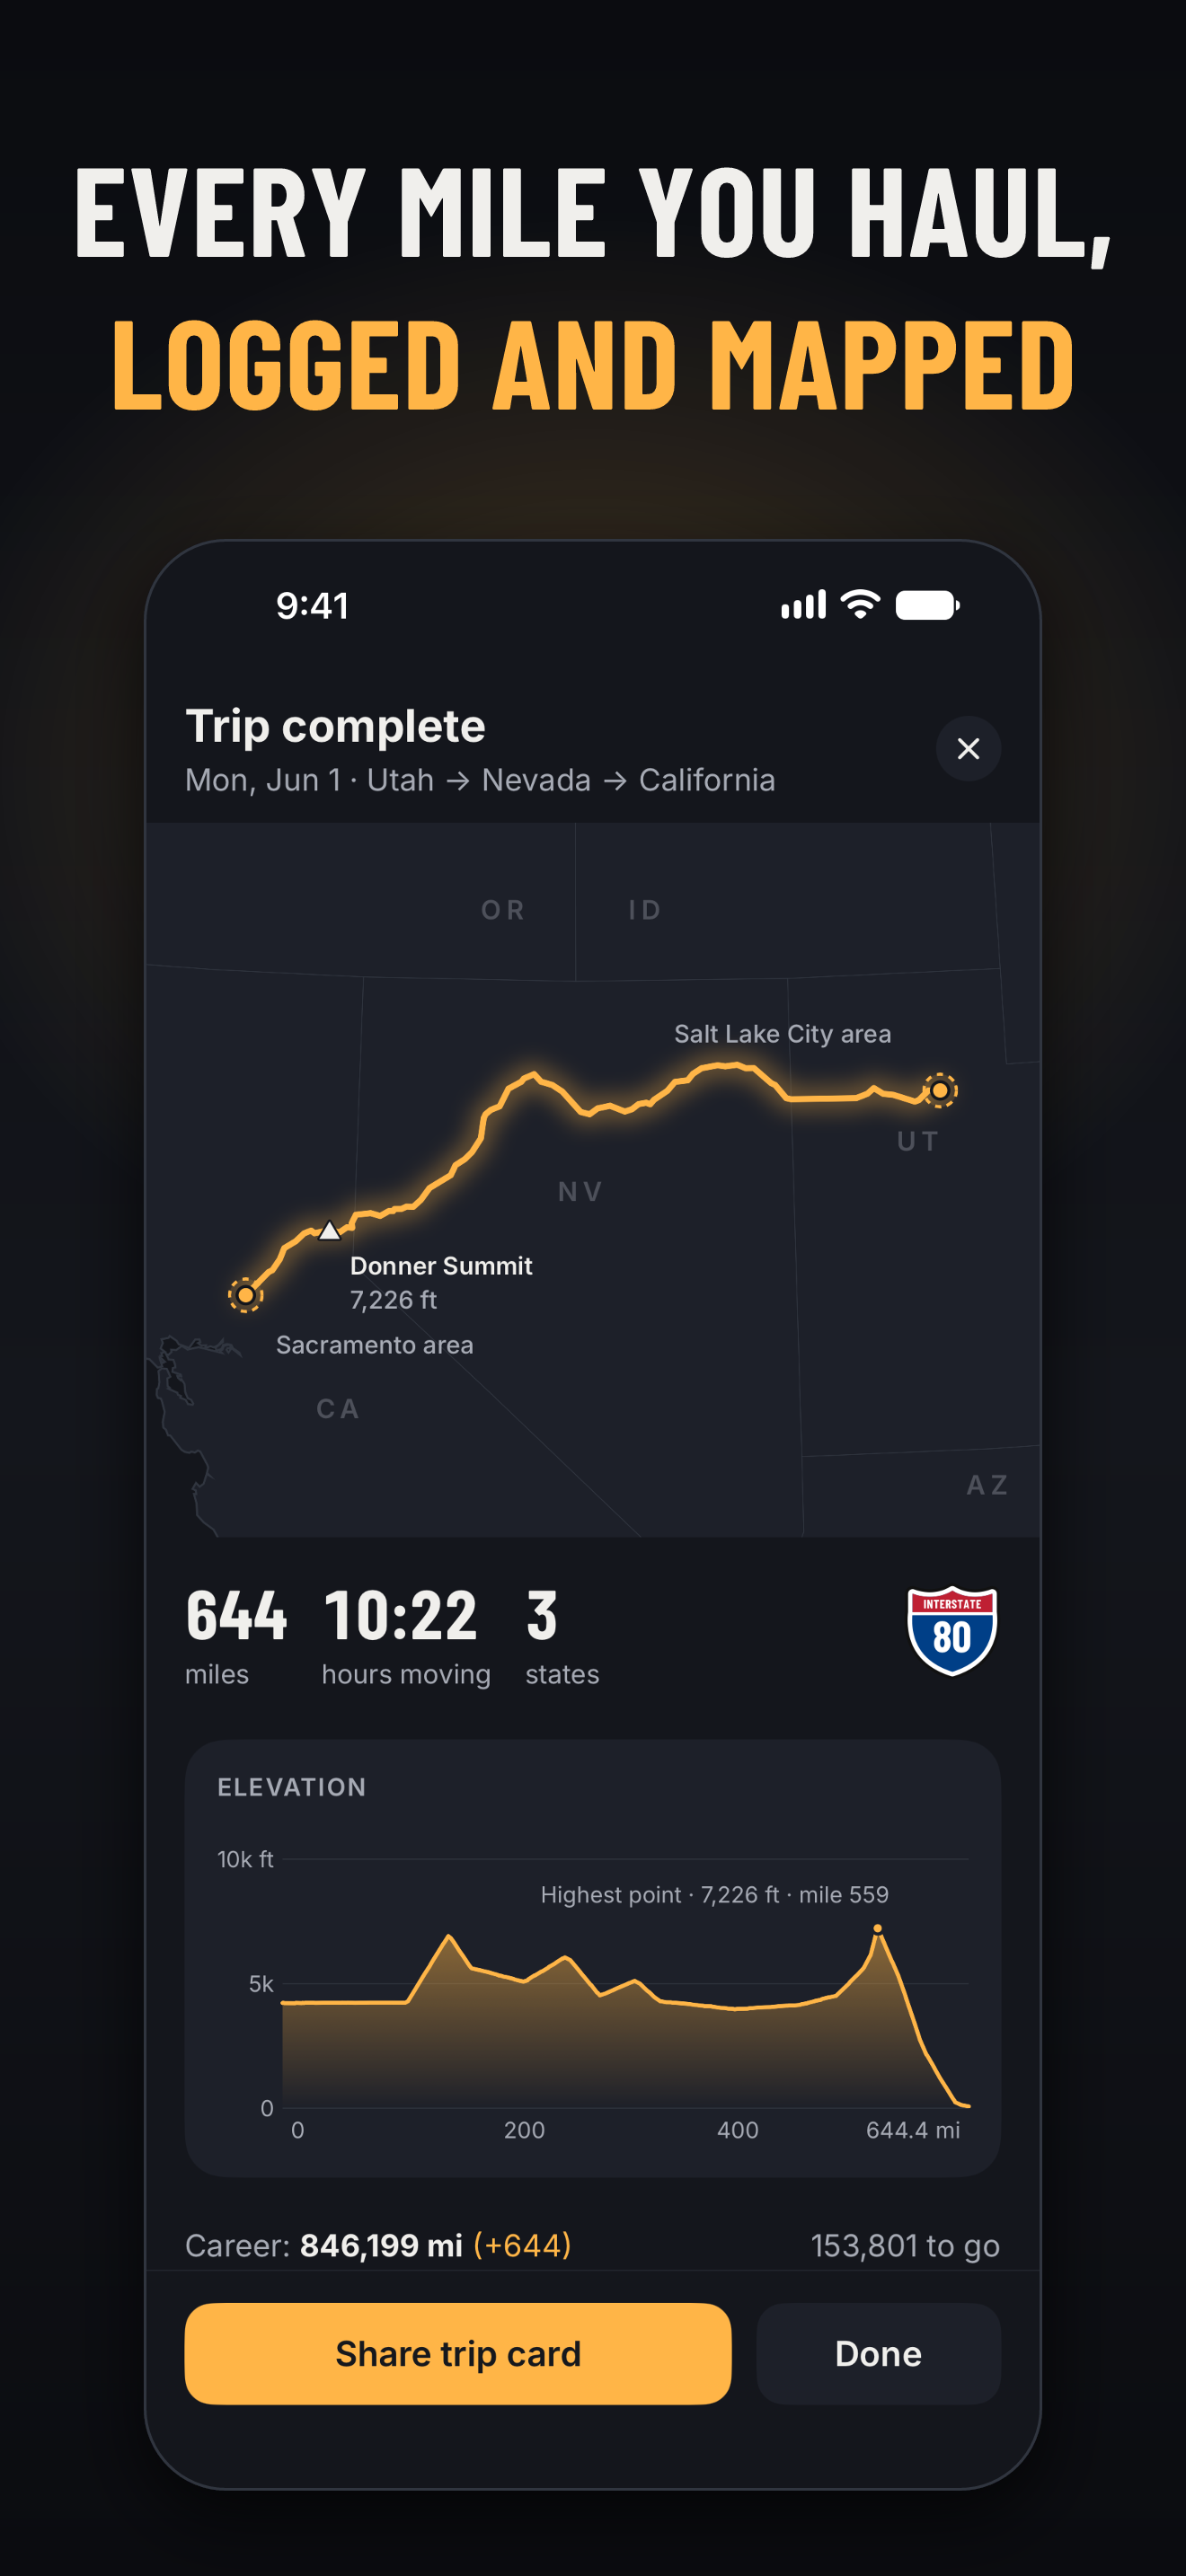 EVERY MILE YOU HAUL,
LOGGED AND MAPPED
9:41
Trip complete
Mon, Jun 1 · Utah → Nevada → California
OR
ID
Salt Lake City area
UT
NV
Donner Summit
7,226 ft
Sacramento area
CA
AZ
644
miles
10:22
hours moving
3
states
INTERSTATE
80
ELEVATION
10k ft
Highest point · 7,226 ft · mile 559
5k
0
0 200 400 644.4 mi
Career: 846,199 mi (+644)
153,801 to go
Share trip card
Done